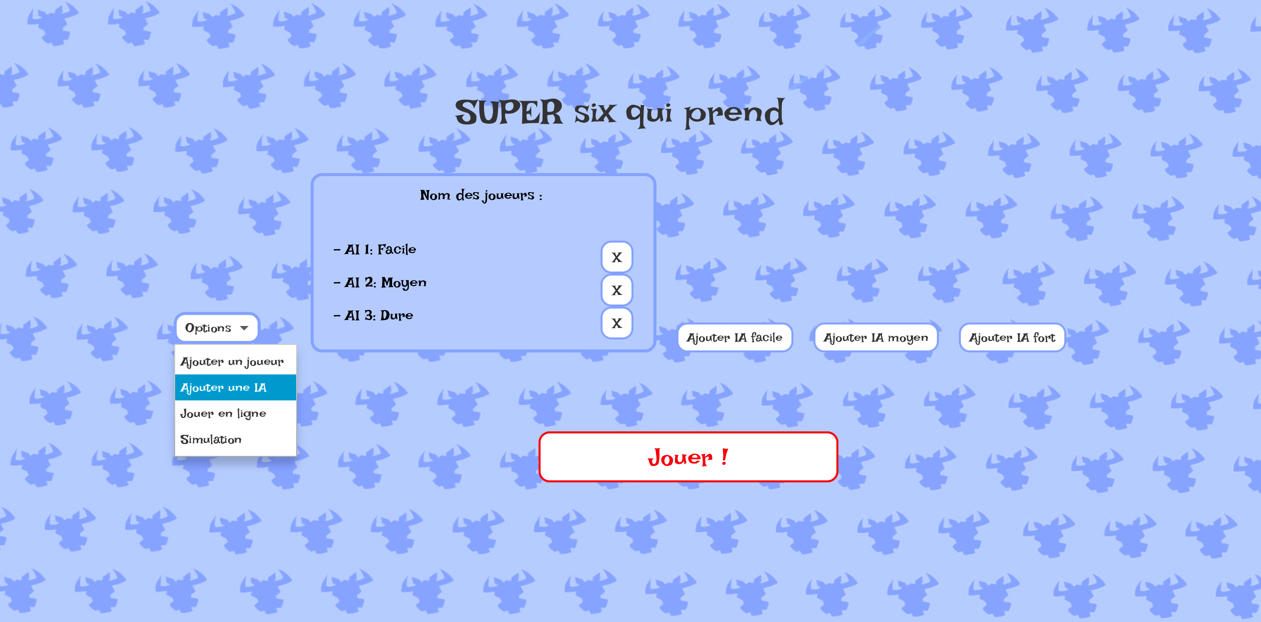 SUPER six qui prend
Nom des joueurs :
- AI 1: Facile
X
- AI 2: Moyen
X
- AI 3: Dure
X
Options
Ajouter un joueur
Ajouter une IA
Jouer en ligne
Simulation
Ajouter IA facile
Ajouter IA moyen
Ajouter IA fort
Jouer !